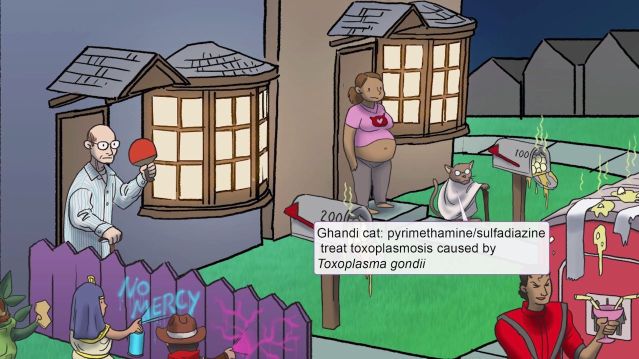 100
200
Ghandi cat: pyrimethamine/sulfadiazine
treat toxoplasmosis caused by
Toxoplasma gondii
NO
MERCY